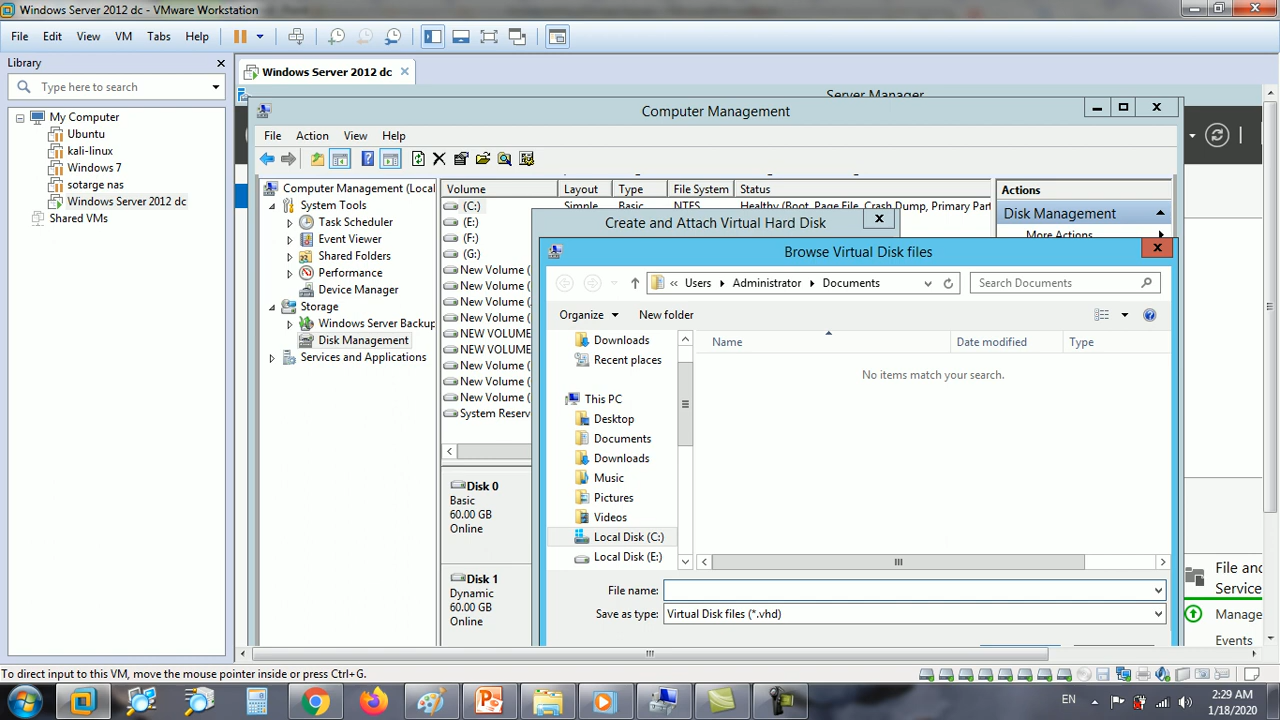 Windows Server 2012 dc - VMware Workstation
File Edit View VM Tabs Help
Library
Type here to search
My Computer
Ubuntu
kali-linux
Windows 7
sotarge nas
Windows Server 2012 dc
Shared VMs
Windows Server 2012 dc
Server Manager
Computer Management
File Action View Help
Computer Management (Local
System Tools
Task Scheduler
Event Viewer
Shared Folders
Performance
Device Manager
Storage
Windows Server Backup
Disk Management
Services and Applications
Volume Layout Type File System Status
(C:) Simple Basic NTFS Healthy (Boot, Page File, Crash Dump, Primary Part
(E:)
(F:)
(G:)
New Volume (
New Volume (
New Volume (
New Volume (
NEW VOLUME
NEW VOLUME
New Volume (
New Volume (
New Volume (
System Reserv
Disk 0
Basic
60.00 GB
Online
Disk 1
Dynamic
60.00 GB
Online
Actions
Disk Management
More Actions
Create and Attach Virtual Hard Disk
Browse Virtual Disk files
« Users Administrator Documents
Search Documents
Organize New folder
Downloads
Recent places
This PC
Desktop
Documents
Downloads
Music
Pictures
Videos
Local Disk (C:)
Local Disk (E:)
Name Date modified Type
No items match your search.
File name:
Save as type: Virtual Disk files (*.vhd)
File and
Service
Manage
Events
To direct input to this VM, move the mouse pointer inside or press Ctrl+G.
EN
2:29 AM
1/18/2020